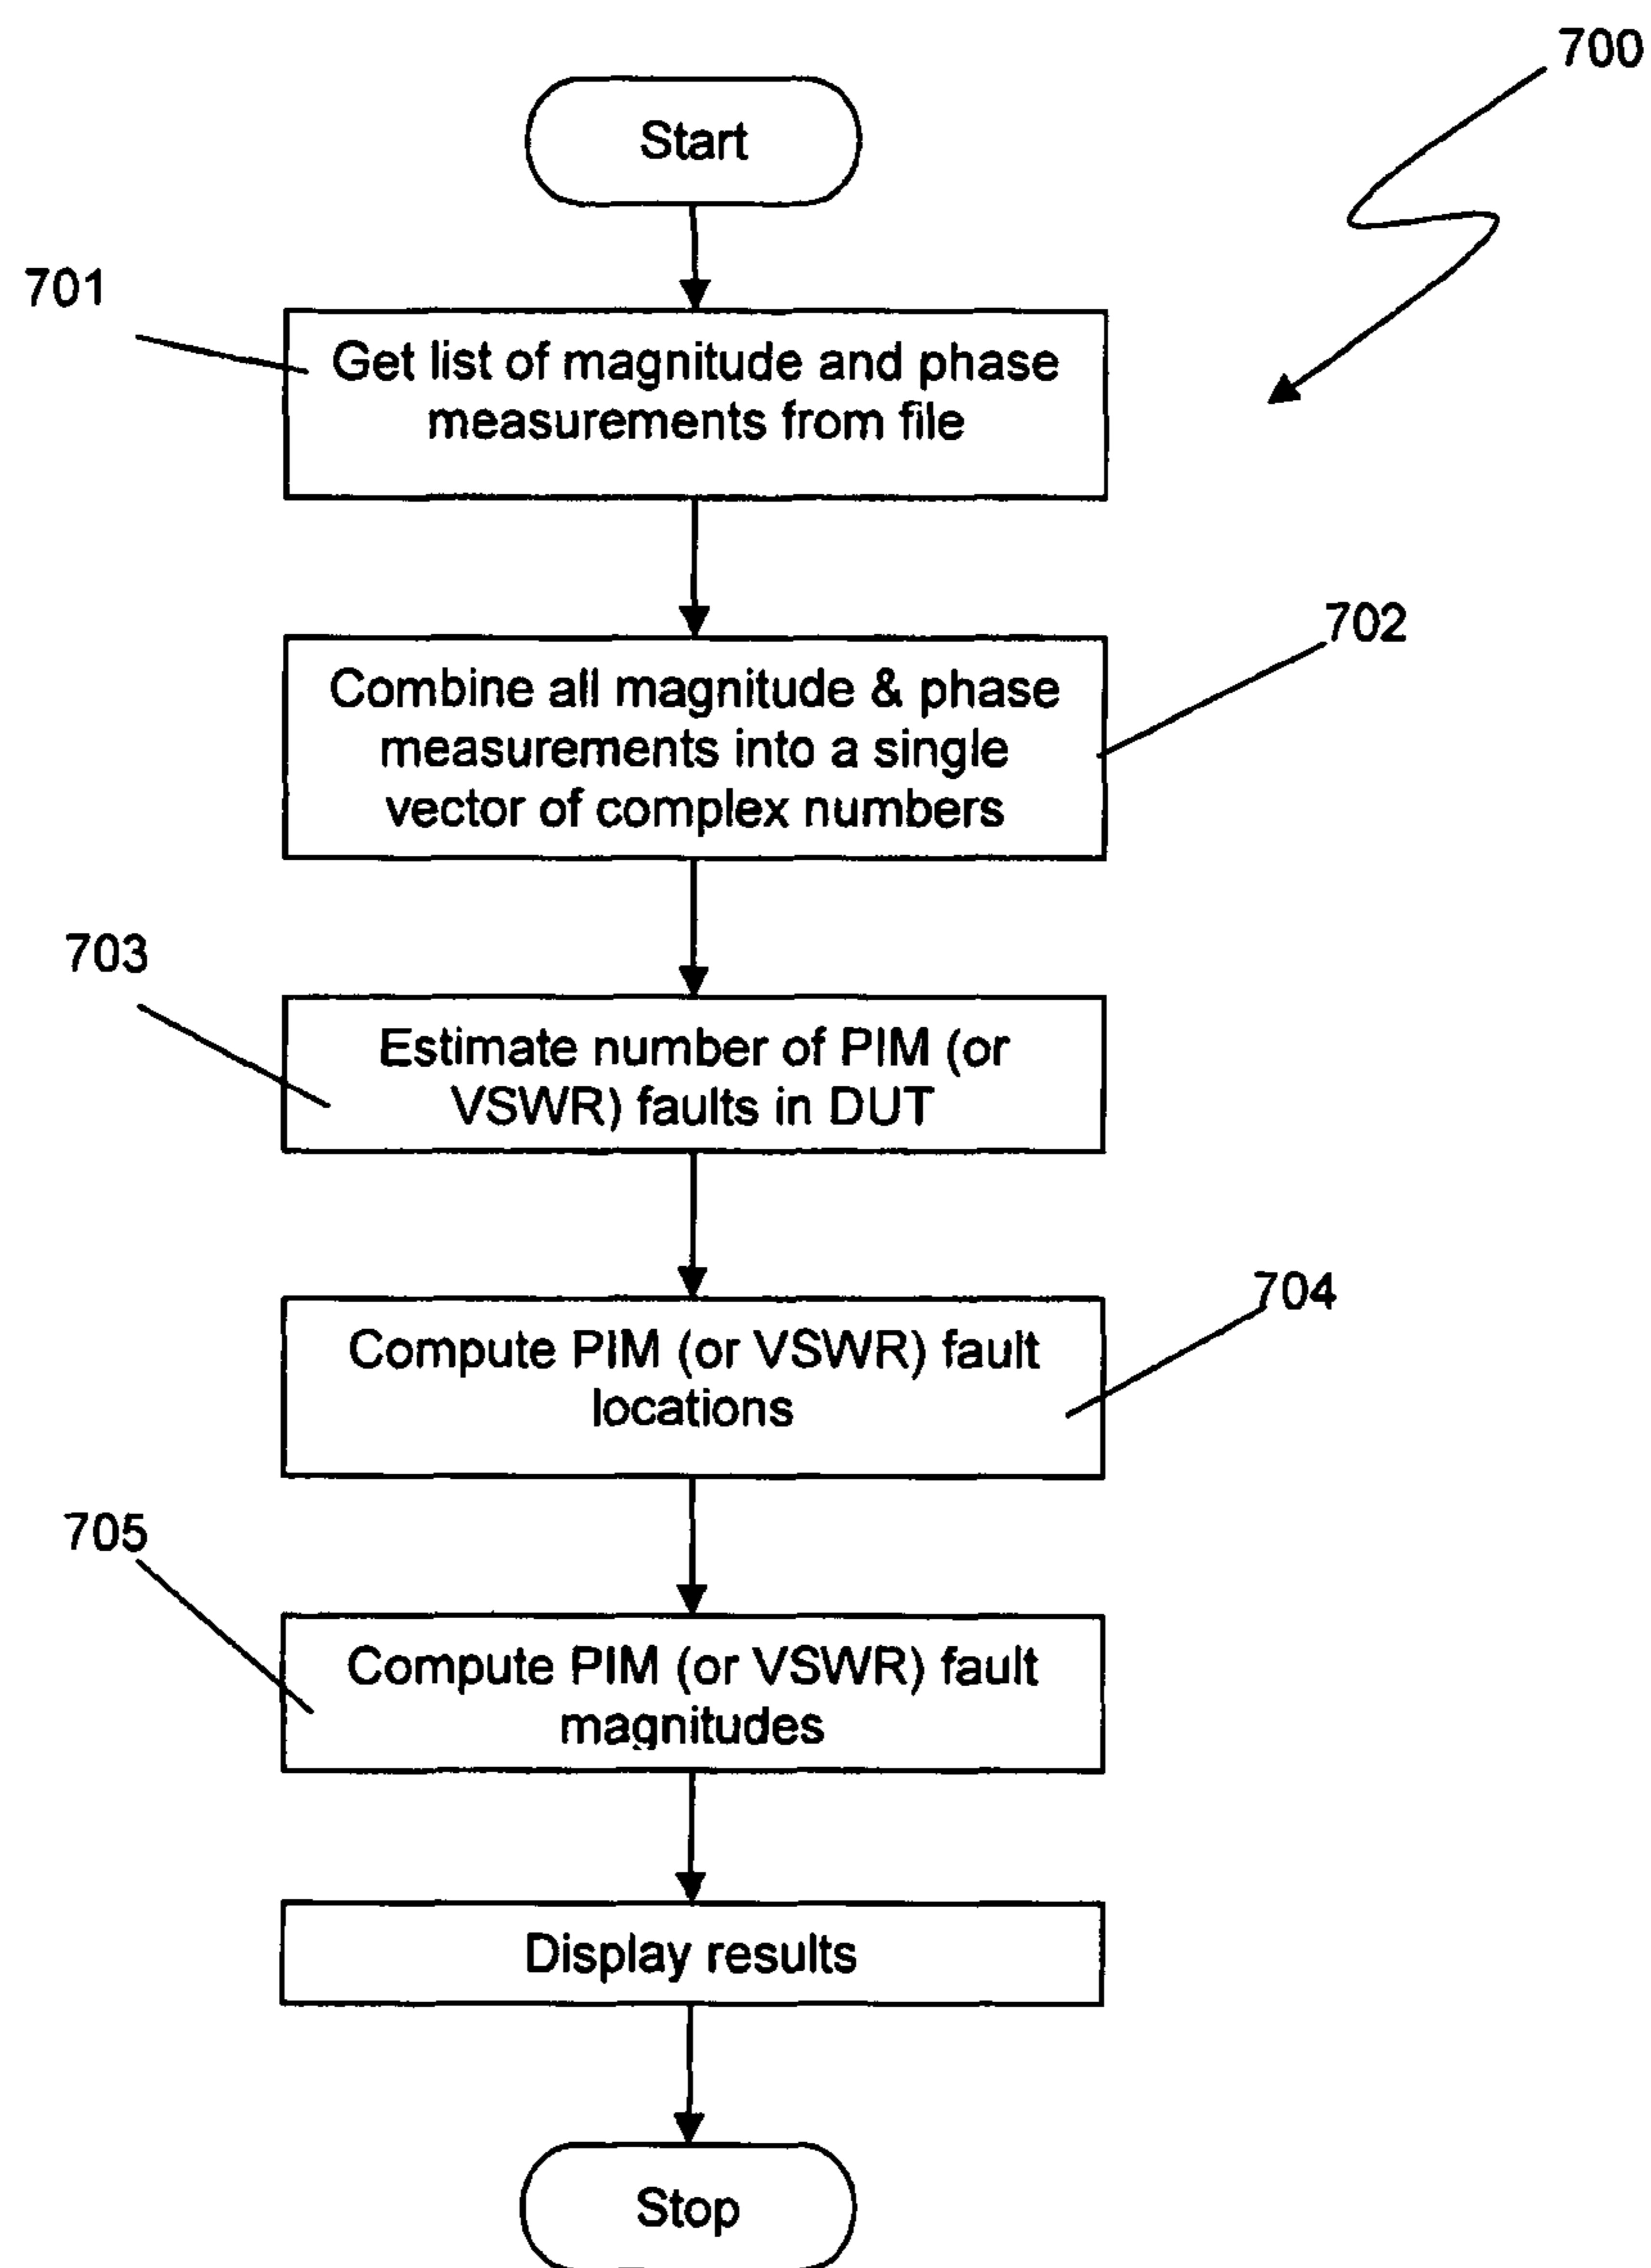 700
Start
701
Get list of magnitude and phase
measurements from file
702
Combine all magnitude & phase
measurements into a single
vector of complex numbers
703
Estimate number of PIM (or
VSWR) faults in DUT
704
Compute PIM (or VSWR) fault
locations
705
Compute PIM (or VSWR) fault
magnitudes
Display results
Stop